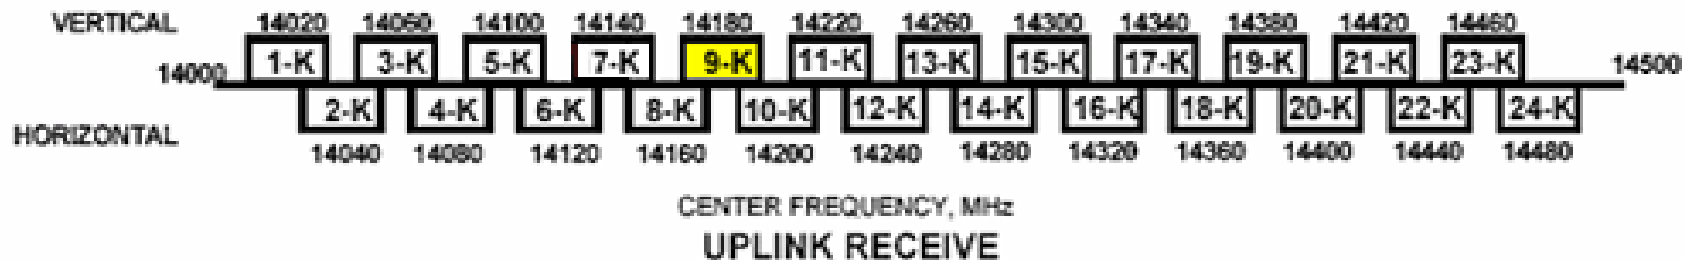 VERTICAL 14020 14060 14100 14140 14180 14220 14260 14300 14340 14380 14420 14460
14000 1-K 3-K 5-K 7-K 9-K 11-K 13-K 15-K 17-K 19-K 21-K 23-K 14500
2-K 4-K 6-K 8-K 10-K 12-K 14-K 16-K 18-K 20-K 22-K 24-K
HORIZONTAL 14040 14080 14120 14160 14200 14240 14280 14320 14360 14400 14440 14480
CENTER FREQUENCY, MHz
UPLINK RECEIVE